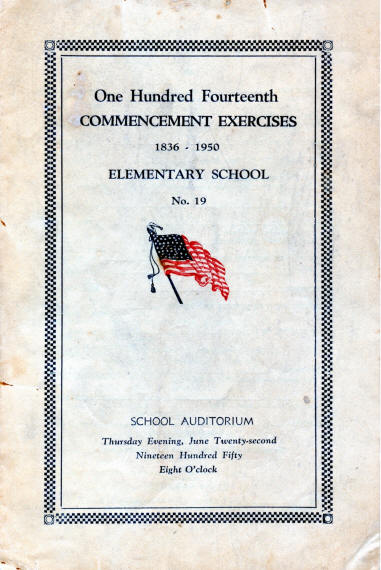 One Hundred Fourteenth
COMMENCEMENT EXERCISES
1836 - 1950
ELEMENTARY SCHOOL
No. 19
SCHOOL AUDITORIUM
Thursday Evening, June Twenty-second
Nineteen Hundred Fifty
Eight O'clock